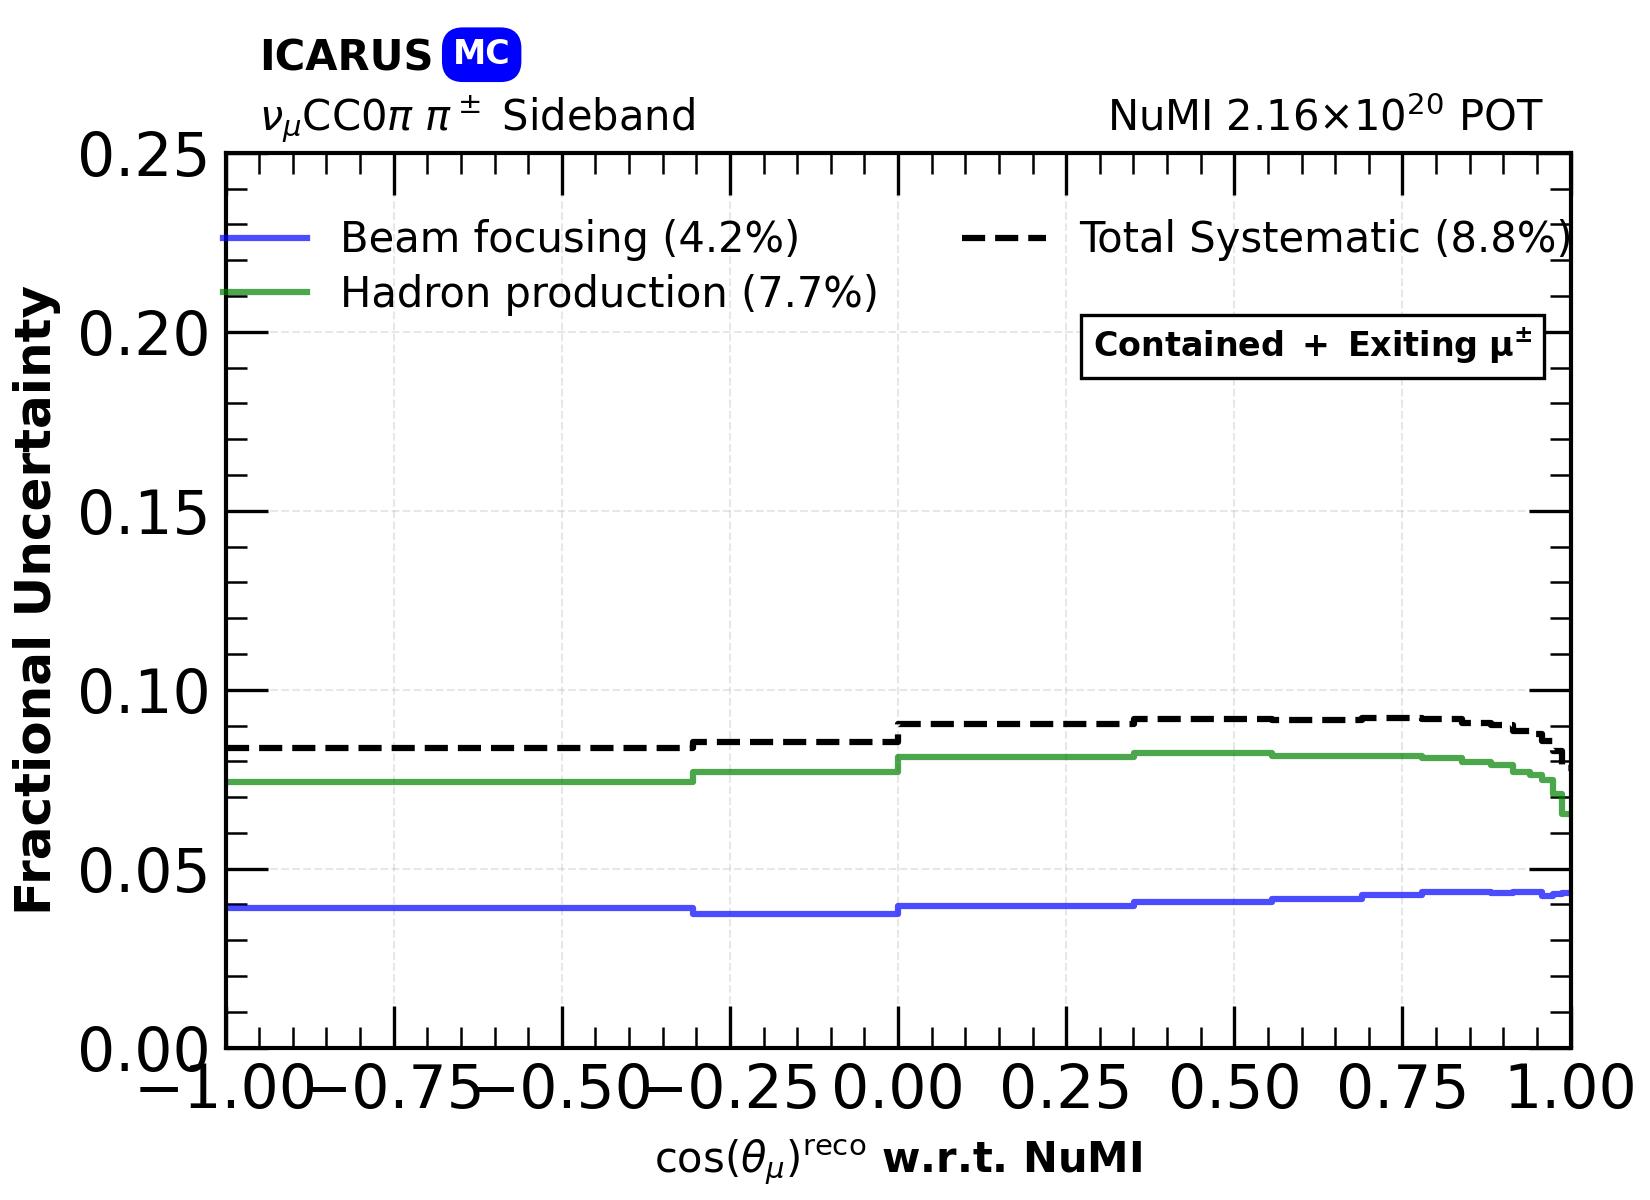 ICARUS MC
νμCC0π π± Sideband
NuMI 2.16×10²⁰ POT
0.25
0.20
0.15
0.10
0.05
0.00
Fractional Uncertainty
Beam focusing (4.2%)
Hadron production (7.7%)
Total Systematic (8.8%)
Contained + Exiting μ±
−1.00 −0.75 −0.50 −0.25 0.00 0.25 0.50 0.75 1.00
cos(θμ)reco w.r.t. NuMI